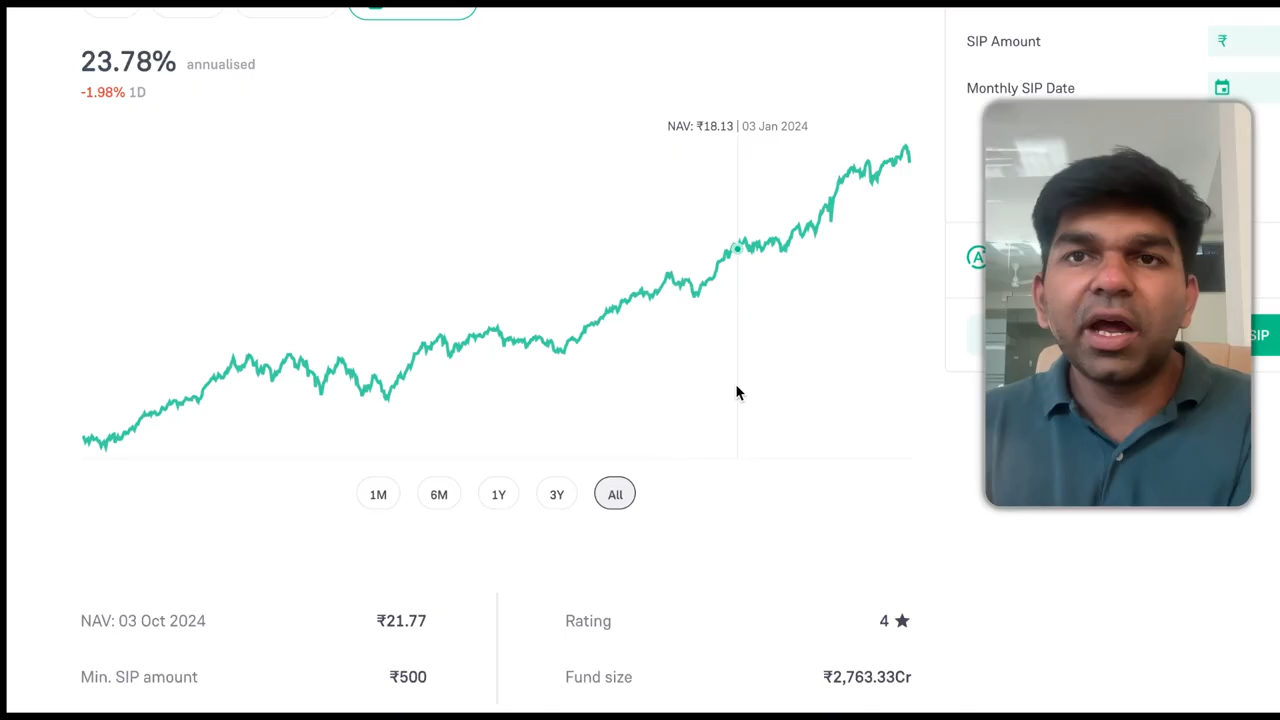 23.78% annualised
-1.98% 1D
NAV: ₹18.13 | 03 Jan 2024
1M 6M 1Y 3Y All
NAV: 03 Oct 2024 ₹21.77
Min. SIP amount ₹500
Rating 4 ★
Fund size ₹2,763.33Cr
SIP Amount ₹
Monthly SIP Date
A
SIP